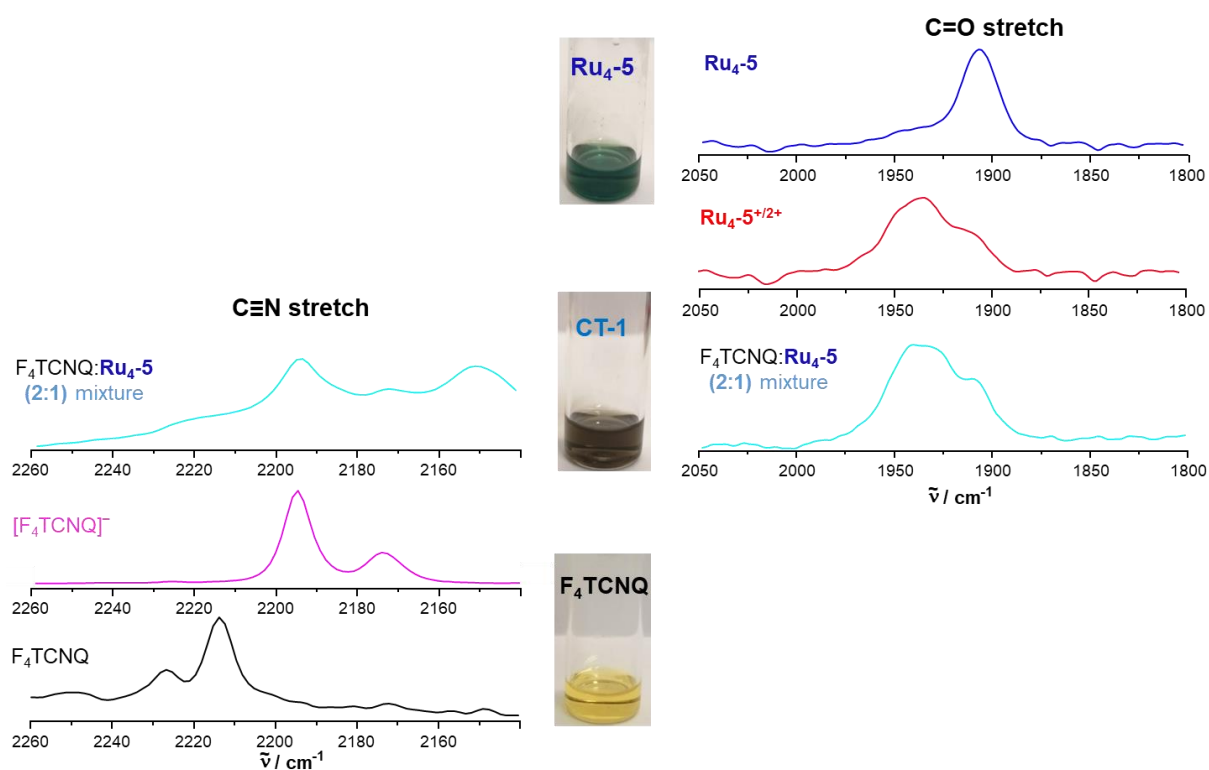 C=O stretch
Ru₄-5
Ru₄-5
2050 2000 1950 1900 1850 1800
Ru₄-5⁺/²⁺
2050 2000 1950 1900 1850 1800
C≡N stretch
CT-1
F₄TCNQ:Ru₄-5
(2:1) mixture
2260 2240 2220 2200 2180 2160
F₄TCNQ:Ru₄-5
(2:1) mixture
2050 2000 1950 1900 1850 1800
ν̃ / cm⁻¹
[F₄TCNQ]⁻
2260 2240 2220 2200 2180 2160
F₄TCNQ
F₄TCNQ
2260 2240 2220 2200 2180 2160
ν̃ / cm⁻¹